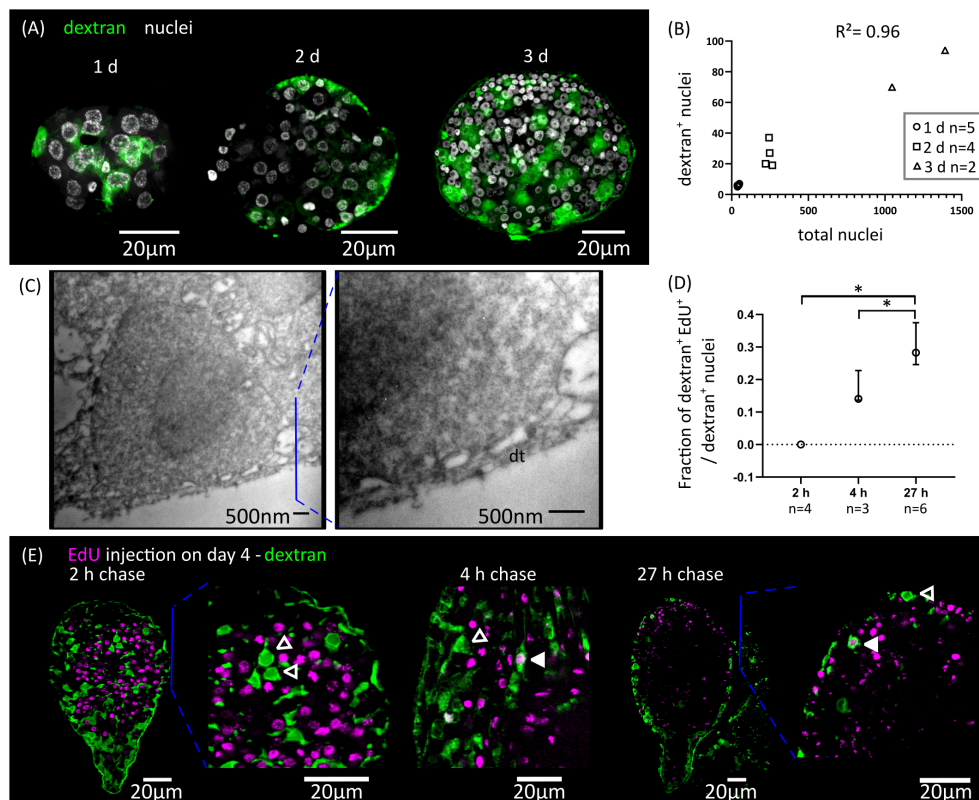 (A) dextran nuclei
1 d
2 d
3 d
20µm
20µm
20µm
(B)
R²= 0.96
dextran⁺ nuclei
100
80
60
40
20
0
0
500
1000
1500
total nuclei
1 d n=5
2 d n=4
3 d n=2
(C)
500nm
dt
500nm
(D)
Fraction of dextran⁺ EdU⁺
/ dextran⁺ nuclei
*
*
0.4
0.3
0.2
0.1
0.0
-0.1
2 h
4 h
27 h
n=4
n=3
n=6
(E) EdU injection on day 4 - dextran
2 h chase
4 h chase
27 h chase
20µm
20µm
20µm
20µm
20µm